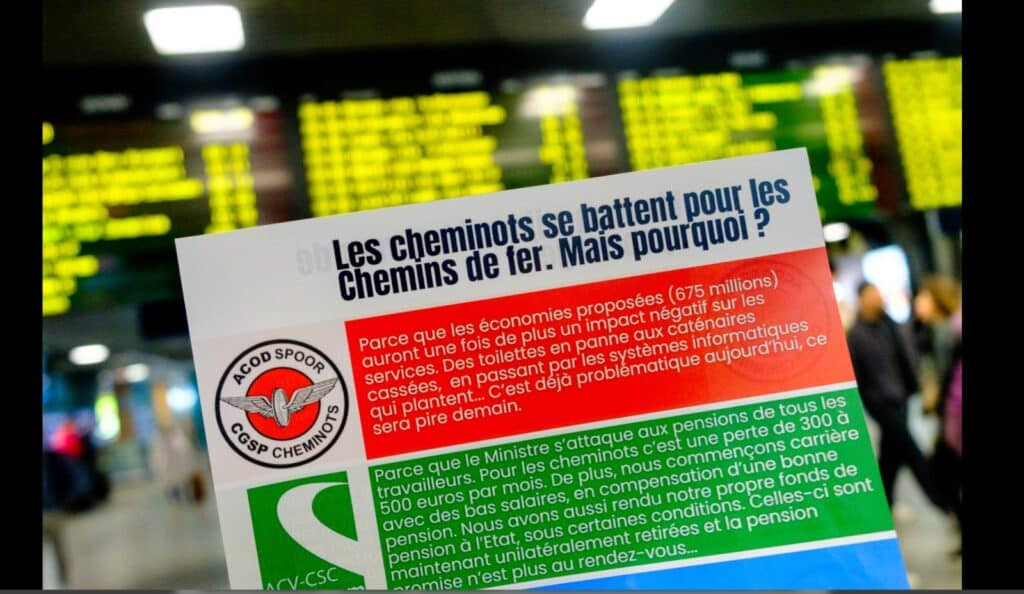 Les cheminots se battent pour les
Chemins de fer. Mais pourquoi ?
Parce que les économies proposées (675 millions)
auront une fois de plus un impact négatif sur les
services. Des toilettes en panne aux caténaires
cassées, en passant par les systèmes informatiques
qui plantent... C'est déjà problématique aujourd'hui, ce
sera pire demain.
ACOD SPOOR
CGSP CHEMINOTS
Parce que le Ministre s'attaque aux pensions de tous les
travailleurs. Pour les cheminots c'est une perte de 300 à
500 euros par mois. De plus, nous commençons carrière
avec des bas salaires, en compensation d'une bonne
pension. Nous avons aussi rendu notre propre fonds de
pension à l'Etat, sous certaines conditions. Celles-ci sont
maintenant unilatéralement retirées et la pension
promise n'est plus au rendez-vous...
ACV-CSC